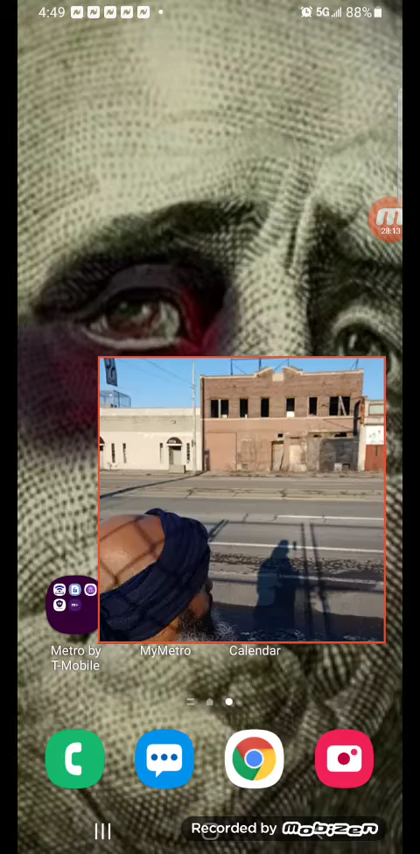 4:49
5G
88%
28:13
Metro by
T-Mobile
MyMetro
Calendar
Recorded by mobizen